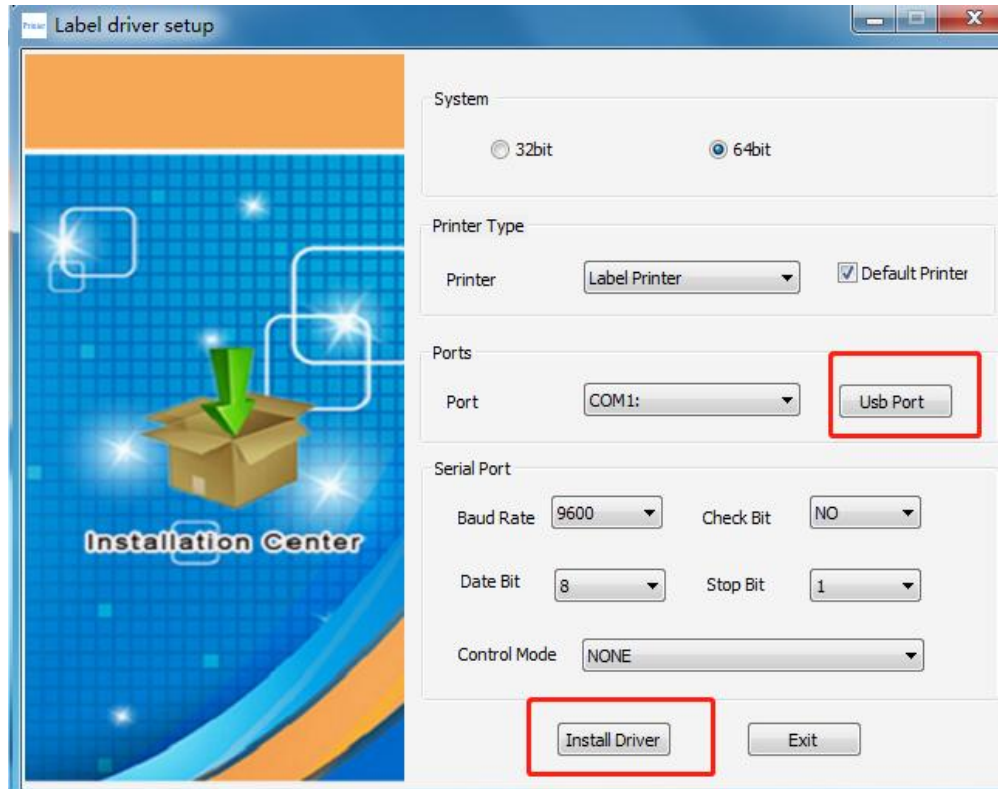 Label driver setup
System
32bit 64bit
Printer Type
Printer Label Printer Default Printer
Ports
Port COM1: Usb Port
Serial Port
Baud Rate 9600 Check Bit NO
Installation Center
Date Bit 8 Stop Bit 1
Control Mode NONE
Install Driver Exit